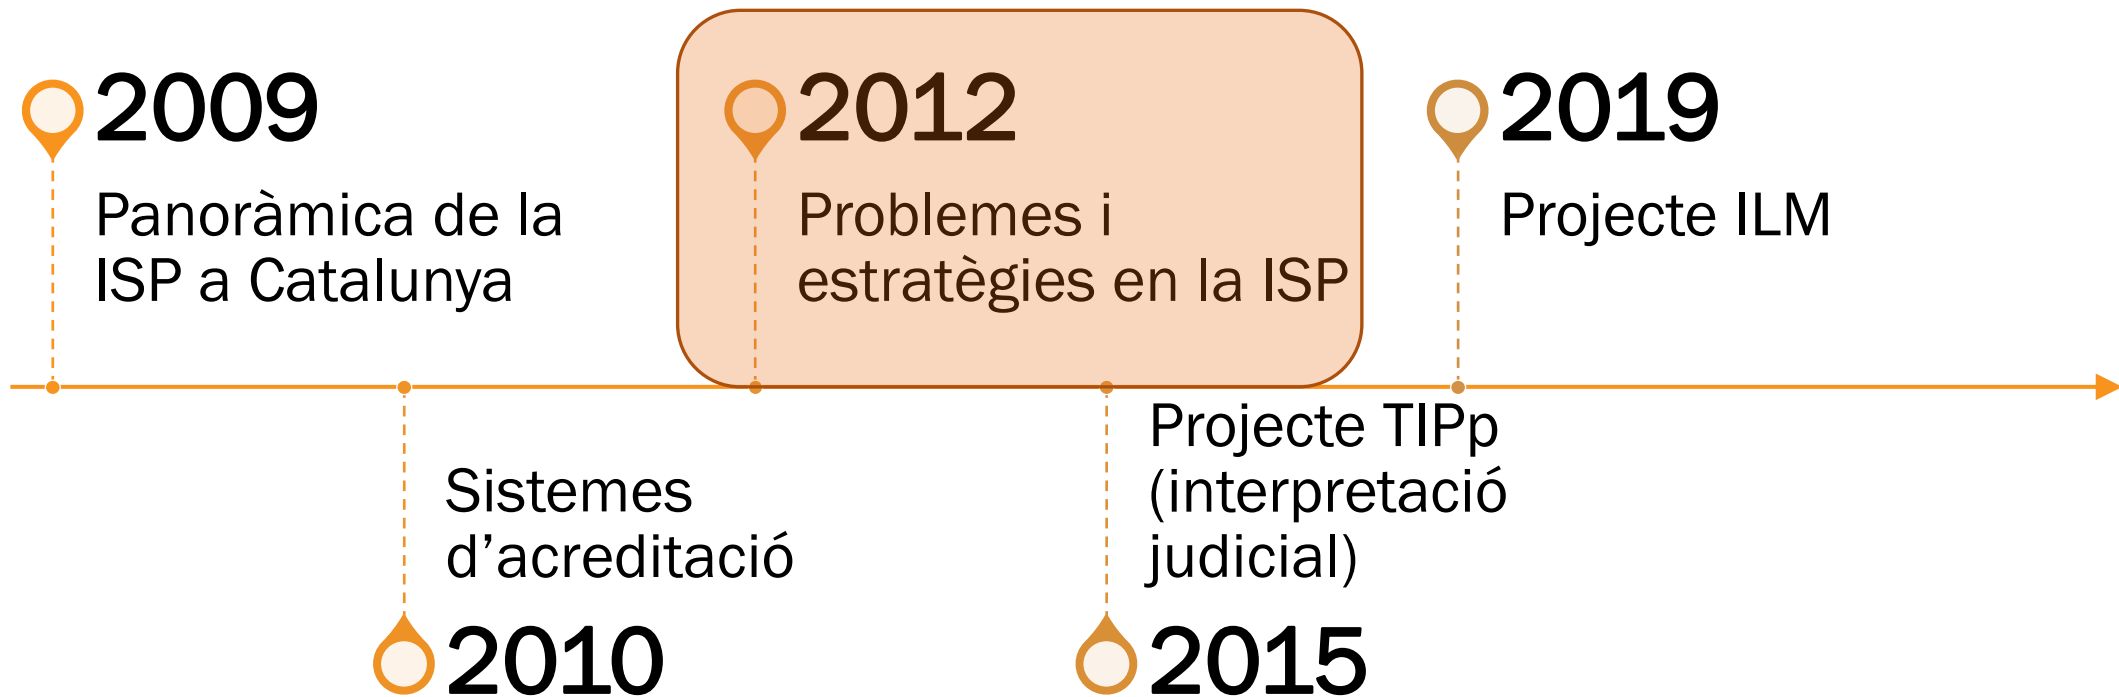 2009
Panoràmica de la
ISP a Catalunya
Sistemes
d’acreditació
2010
2012
Problemes i
estratègies en la ISP
Projecte TIPp
(interpretació
judicial)
2015
2019
Projecte ILM